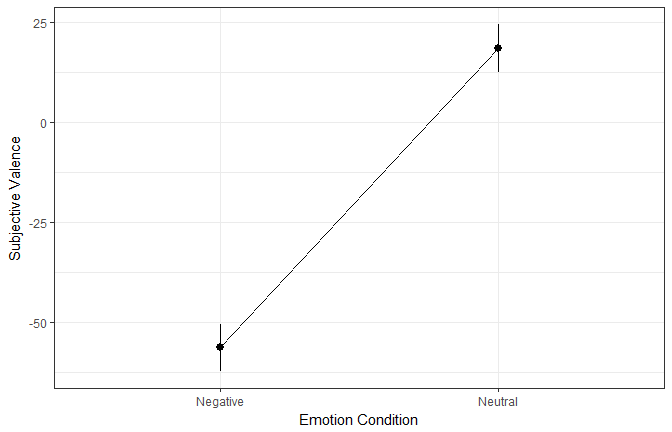 25
0
-25
-50
Subjective Valence
Negative
Neutral
Emotion Condition